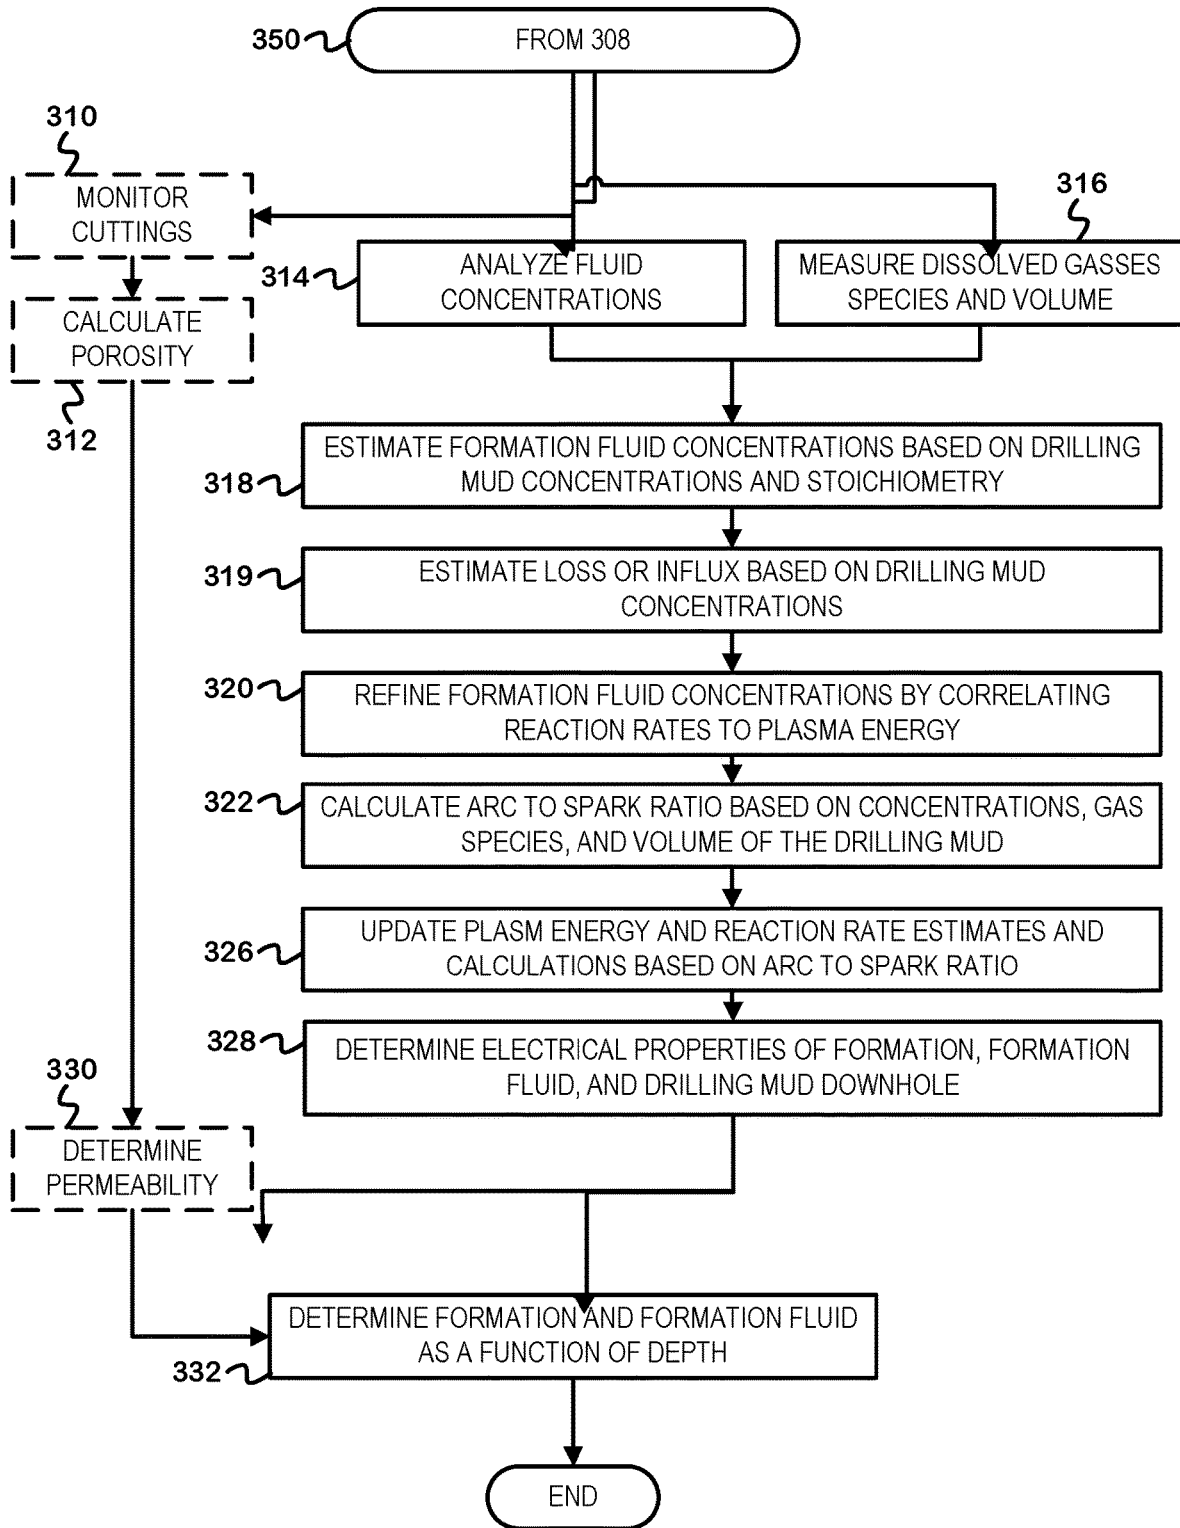 350
FROM 308
310
MONITOR
CUTTINGS
316
314
ANALYZE FLUID
CONCENTRATIONS
MEASURE DISSOLVED GASSES
SPECIES AND VOLUME
CALCULATE
POROSITY
312
318
ESTIMATE FORMATION FLUID CONCENTRATIONS BASED ON DRILLING
MUD CONCENTRATIONS AND STOICHIOMETRY
319
ESTIMATE LOSS OR INFLUX BASED ON DRILLING MUD
CONCENTRATIONS
320
REFINE FORMATION FLUID CONCENTRATIONS BY CORRELATING
REACTION RATES TO PLASMA ENERGY
322
CALCULATE ARC TO SPARK RATIO BASED ON CONCENTRATIONS, GAS
SPECIES, AND VOLUME OF THE DRILLING MUD
326
UPDATE PLASM ENERGY AND REACTION RATE ESTIMATES AND
CALCULATIONS BASED ON ARC TO SPARK RATIO
328
DETERMINE ELECTRICAL PROPERTIES OF FORMATION, FORMATION
FLUID, AND DRILLING MUD DOWNHOLE
330
DETERMINE
PERMEABILITY
DETERMINE FORMATION AND FORMATION FLUID
AS A FUNCTION OF DEPTH
332
END